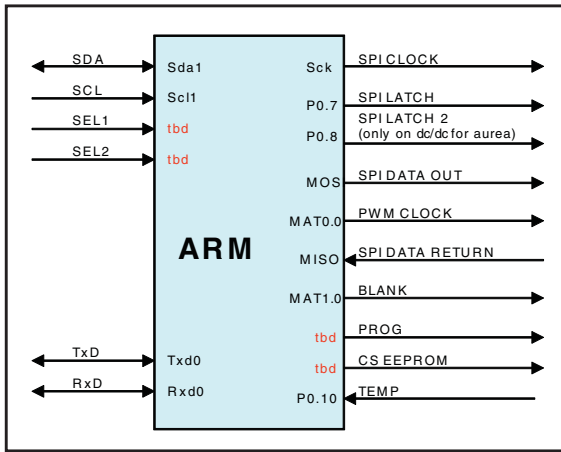 SDA Sda1 Sck SPI CLOCK
SCL Scl1 P0.7 SPI LATCH
SEL1 tbd P0.8 SPI LATCH 2
(only on dc/dc for aurea)
SEL2 tbd
MOS SPI DATA OUT
MAT0.0 PWM CLOCK
ARM
MISO SPI DATA RETURN
MAT1.0 BLANK
tbd PROG
TxD Txd0 tbd CS EEPROM
RxD Rxd0 P0.10 TEMP